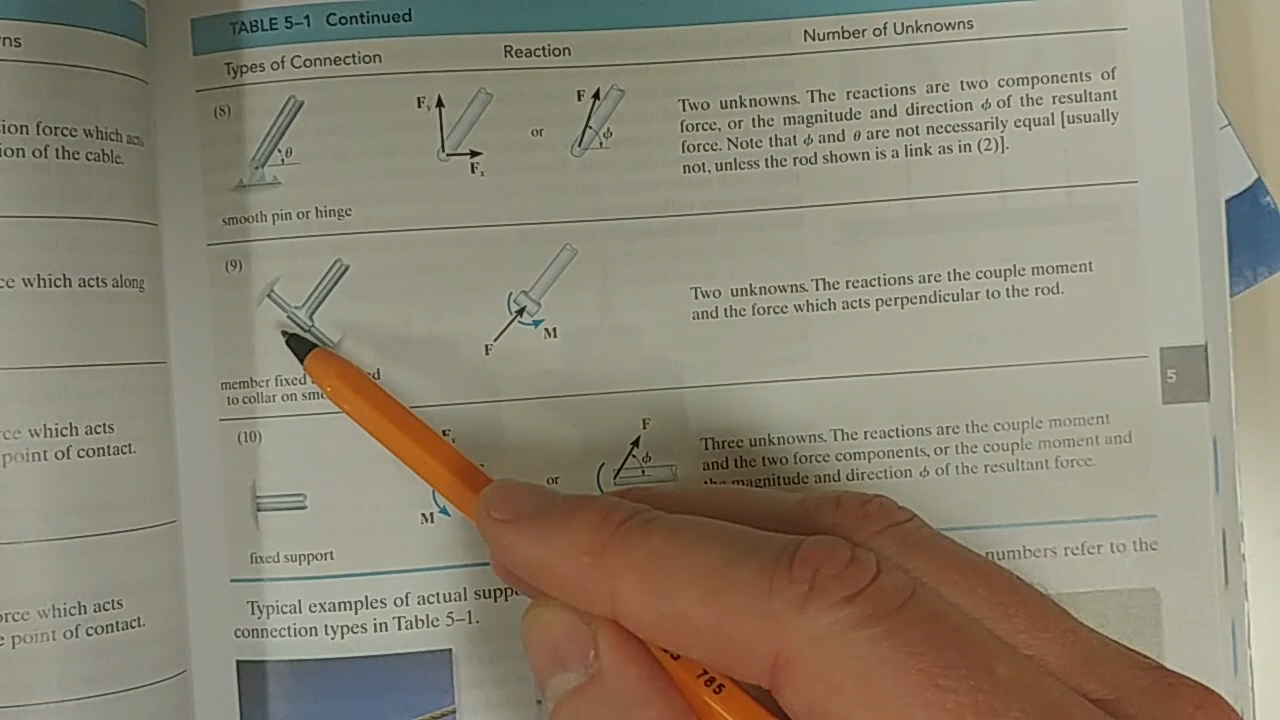 ns
ion force which acts
ion of the cable.
ce which acts along
rce which acts
point of contact.
orce which acts
e point of contact.
TABLE 5–1 Continued
Types of Connection
Reaction
Number of Unknowns
(8)
θ
smooth pin or hinge
Fy
Fx
or
F
ϕ
Two unknowns. The reactions are two components of
force, or the magnitude and direction ϕ of the resultant
force. Note that ϕ and θ are not necessarily equal [usually
not, unless the rod shown is a link as in (2)].
(9)
member fixed
to collar on
F
M
Two unknowns. The reactions are the couple moment
and the force which acts perpendicular to the rod.
(10)
fixed support
Fy
M
or
F
ϕ
Three unknowns. The reactions are the couple moment
and the two force components, or the couple moment and
the magnitude and direction ϕ of the resultant force.
numbers refer to the
Typical examples of actual
connection types in Table 5–1.
5
785